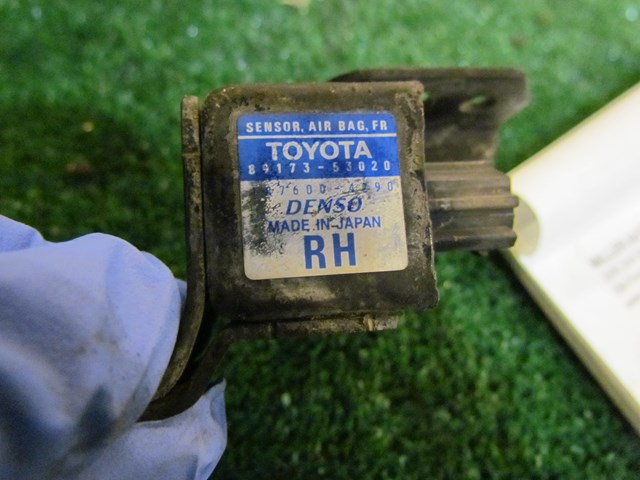 SENSOR, AIR BAG, FR
TOYOTA
89173-53020
DENSO
MADE IN JAPAN
RH